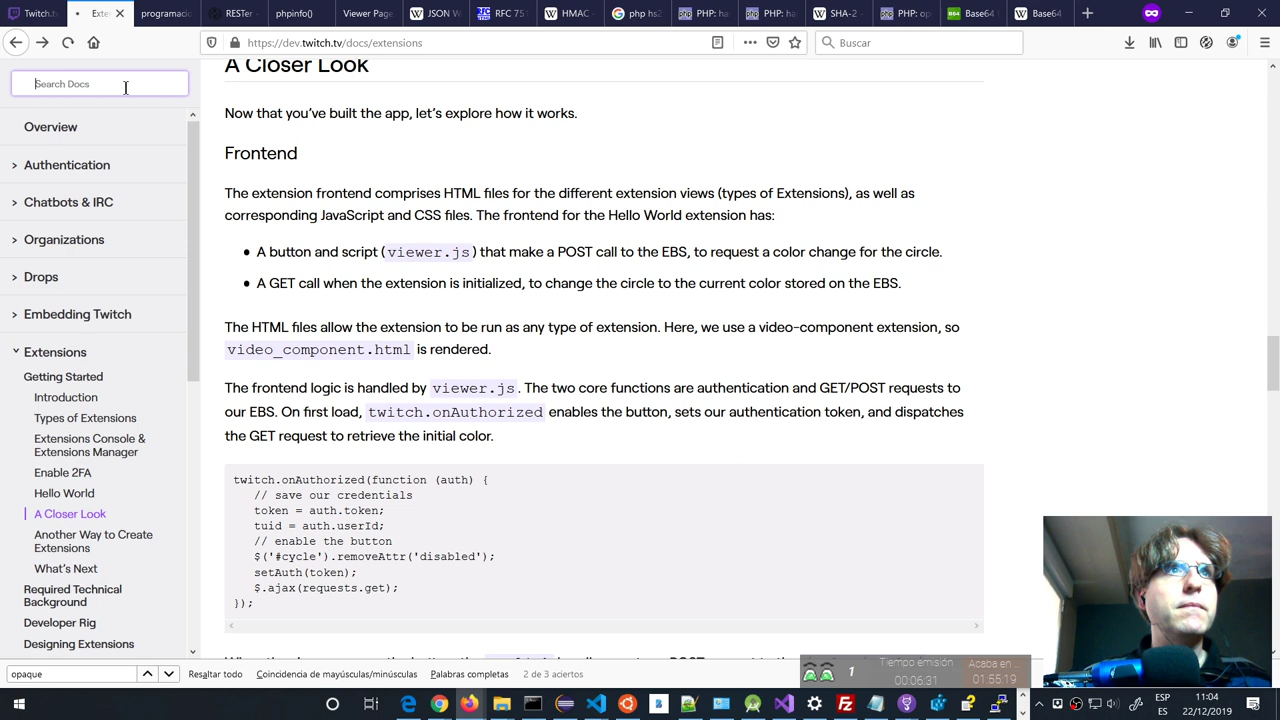 Twitch.tv
Exter
programacio
RESTer
phpinfo()
Viewer Page
JSON W
RFC 75
HMAC -
php hs2
PHP: ha
PHP: ha
SHA-2 -
PHP: op
Base64
Base64
https://dev.twitch.tv/docs/extensions
Buscar
Search Docs
Overview
Authentication
Chatbots & IRC
Organizations
Drops
Embedding Twitch
Extensions
Getting Started
Introduction
Types of Extensions
Extensions Console &
Extensions Manager
Enable 2FA
Hello World
A Closer Look
Another Way to Create
Extensions
What's Next
Required Technical
Background
Developer Rig
Designing Extensions
A Closer Look
Now that you've built the app, let's explore how it works.
Frontend
The extension frontend comprises HTML files for the different extension views (types of Extensions), as well as
corresponding JavaScript and CSS files. The frontend for the Hello World extension has:
• A button and script (viewer.js) that make a POST call to the EBS, to request a color change for the circle.
• A GET call when the extension is initialized, to change the circle to the current color stored on the EBS.
The HTML files allow the extension to be run as any type of extension. Here, we use a video-component extension, so
video_component.html is rendered.
The frontend logic is handled by viewer.js. The two core functions are authentication and GET/POST requests to
our EBS. On first load, twitch.onAuthorized enables the button, sets our authentication token, and dispatches
the GET request to retrieve the initial color.
twitch.onAuthorized(function (auth) {
// save our credentials
token = auth.token;
tuid = auth.userId;
// enable the button
$('#cycle').removeAttr('disabled');
setAuth(token);
$.ajax(requests.get);
});
opaque
Resaltar todo
Coincidencia de mayúsculas/minúsculas
Palabras completas
2 de 3 aciertos
1
Tiempo emisión
00:06:31
Acaba en ...
01:55:19
ESP
ES
11:04
22/12/2019